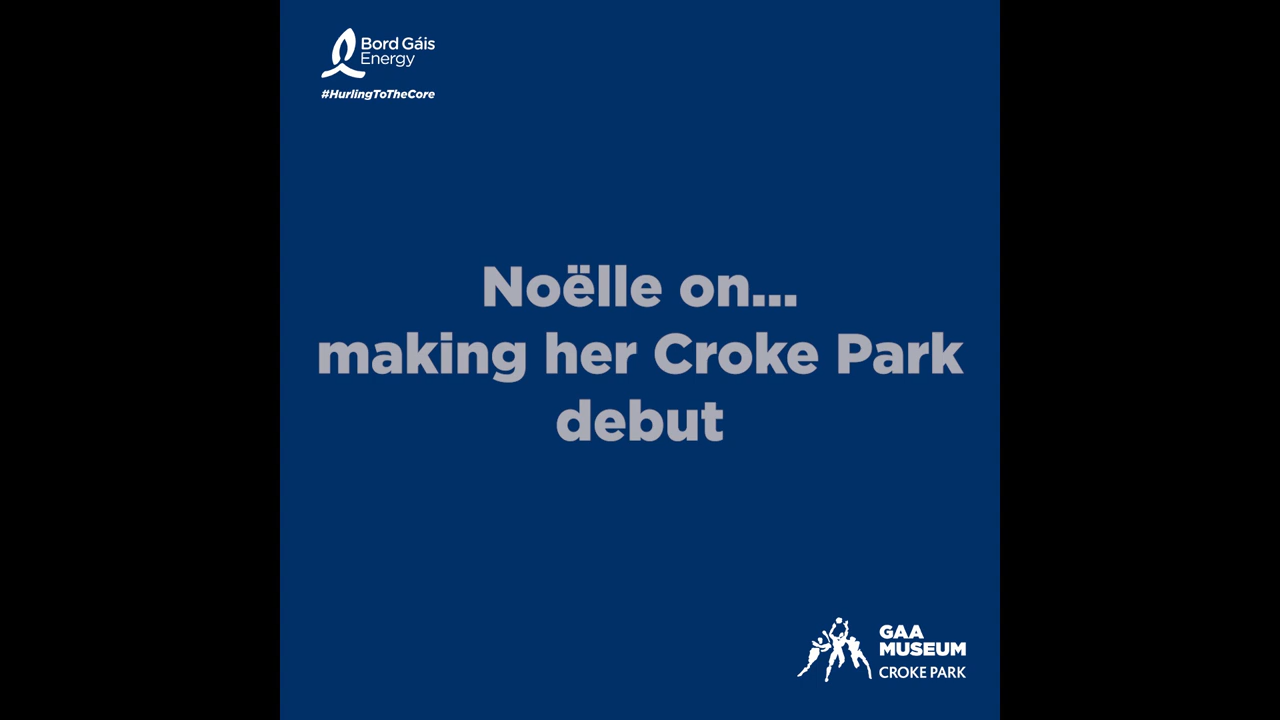 Bord Gáis
Energy
#HurlingToTheCore
Noëlle on...
making her Croke Park
debut
GAA
MUSEUM
CROKE PARK